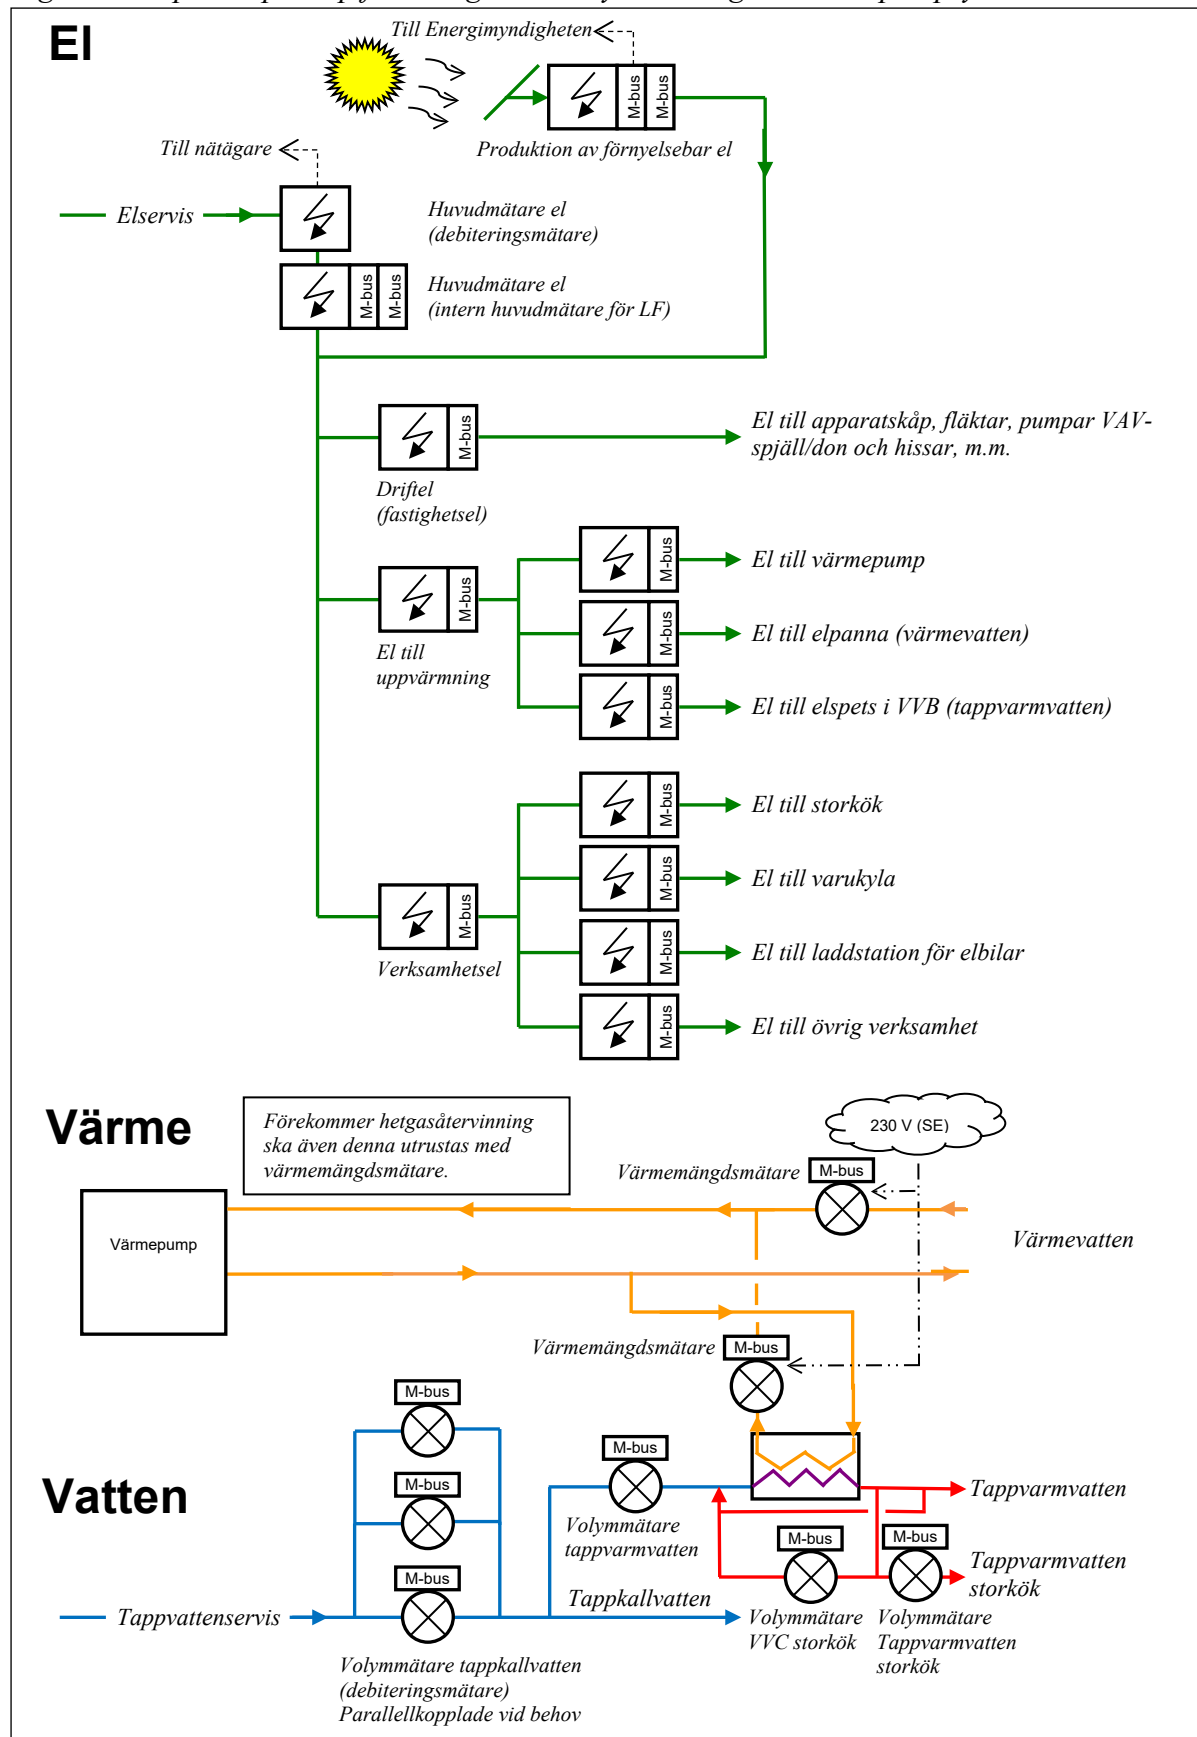 El
Till Energimyndigheten
M-bus
M-bus
Produktion av förnyelsebar el
Till nätägare
Elservis
Huvudmätare el
(debiteringsmätare)
M-bus
M-bus
Huvudmätare el
(intern huvudmätare för LF)
M-bus
El till apparatskåp, fläktar, pumpar VAV-
spjäll/don och hissar, m.m.
Driftel
(fastighetsel)
M-bus
El till värmepump
M-bus
El till
uppvärmning
M-bus
El till elpanna (värmevatten)
M-bus
El till elspets i VVB (tappvarmvatten)
M-bus
El till storkök
M-bus
El till varukyla
M-bus
Verksamhetsel
M-bus
El till laddstation för elbilar
M-bus
El till övrig verksamhet
Värme
Förekommer hetgasåtervinning
ska även denna utrustas med
värmemängdsmätare.
230 V (SE)
Värmemängdsmätare
M-bus
Värmepump
Värmevatten
Värmemängdsmätare
M-bus
M-bus
M-bus
Vatten
M-bus
Volymmätare
tappvarmvatten
Tappvarmvatten
M-bus
M-bus
M-bus
Tappvarmvatten
storkök
Tappvattenservis
Tappkallvatten
Volymmätare
VVC storkök
Volymmätare
Tappvarmvatten
storkök
Volymmätare tappkallvatten
(debiteringsmätare)
Parallellkopplade vid behov